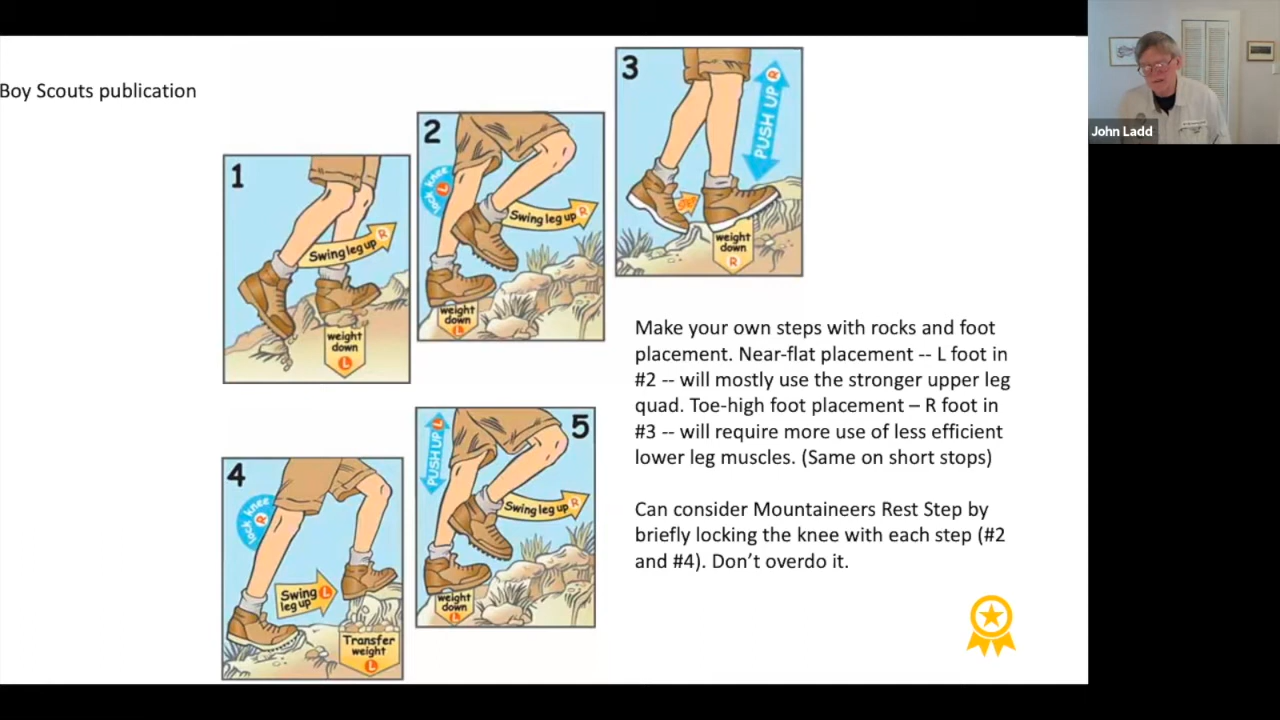 Boy Scouts publication
1
Swing leg up R
weight
down
L
2
lock knee
L
Swing leg up R
weight
down
L
3
PUSH UP R
STEP
weight
down
R
4
lock knee
R
Swing
leg up L
Transfer
weight
L
5
PUSH UP L
Swing leg up R
weight
down
L
Make your own steps with rocks and foot
placement. Near-flat placement -- L foot in
#2 -- will mostly use the stronger upper leg
quad. Toe-high foot placement – R foot in
#3 -- will require more use of less efficient
lower leg muscles. (Same on short stops)
Can consider Mountaineers Rest Step by
briefly locking the knee with each step (#2
and #4). Don’t overdo it.
John Ladd